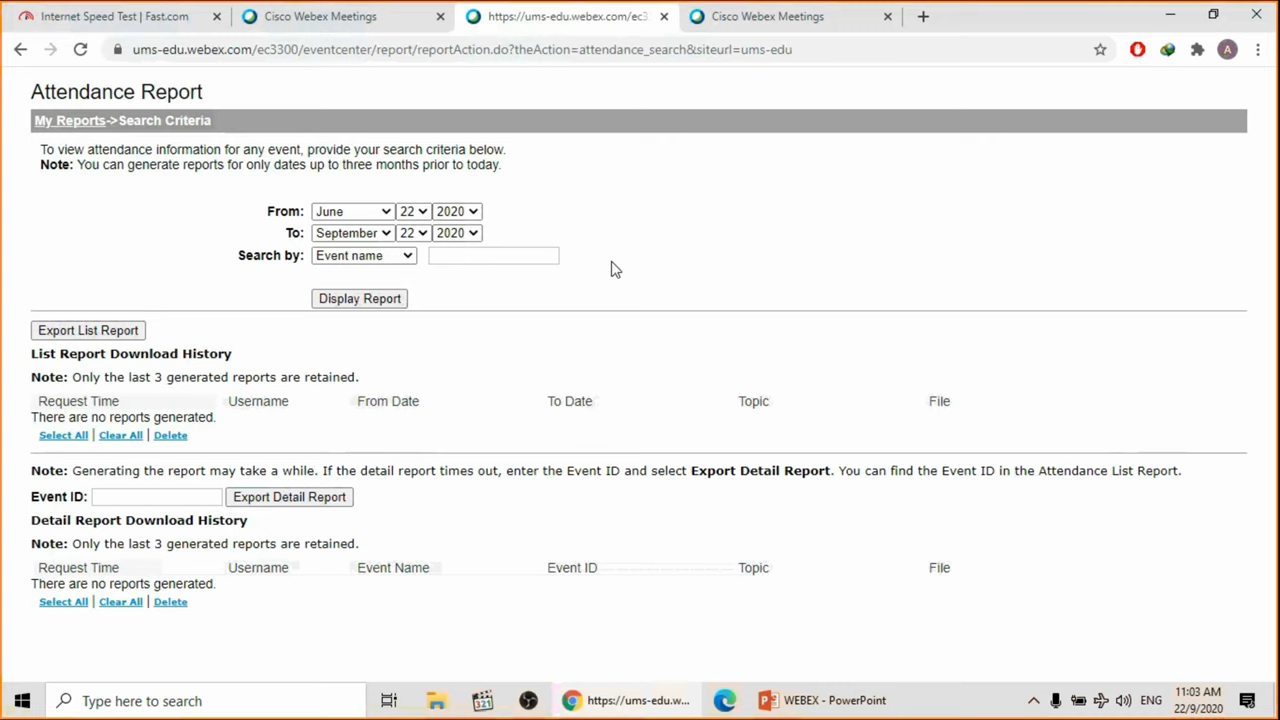 Internet Speed Test | Fast.com
Cisco Webex Meetings
https://ums-edu.webex.com/ec3
Cisco Webex Meetings
ums-edu.webex.com/ec3300/eventcenter/report/reportAction.do?theAction=attendance_search&siteurl=ums-edu
A
Attendance Report
My Reports->Search Criteria
To view attendance information for any event, provide your search criteria below.
Note: You can generate reports for only dates up to three months prior to today.
From: June 22 2020
To: September 22 2020
Search by: Event name
Display Report
Export List Report
List Report Download History
Note: Only the last 3 generated reports are retained.
Request Time Username From Date To Date Topic File
There are no reports generated.
Select All | Clear All | Delete
Note: Generating the report may take a while. If the detail report times out, enter the Event ID and select Export Detail Report. You can find the Event ID in the Attendance List Report.
Event ID: Export Detail Report
Detail Report Download History
Note: Only the last 3 generated reports are retained.
Request Time Username Event Name Event ID Topic File
There are no reports generated.
Select All | Clear All | Delete
Type here to search
321
https://ums-edu.w...
WEBEX - PowerPoint
ENG
11:03 AM
22/9/2020